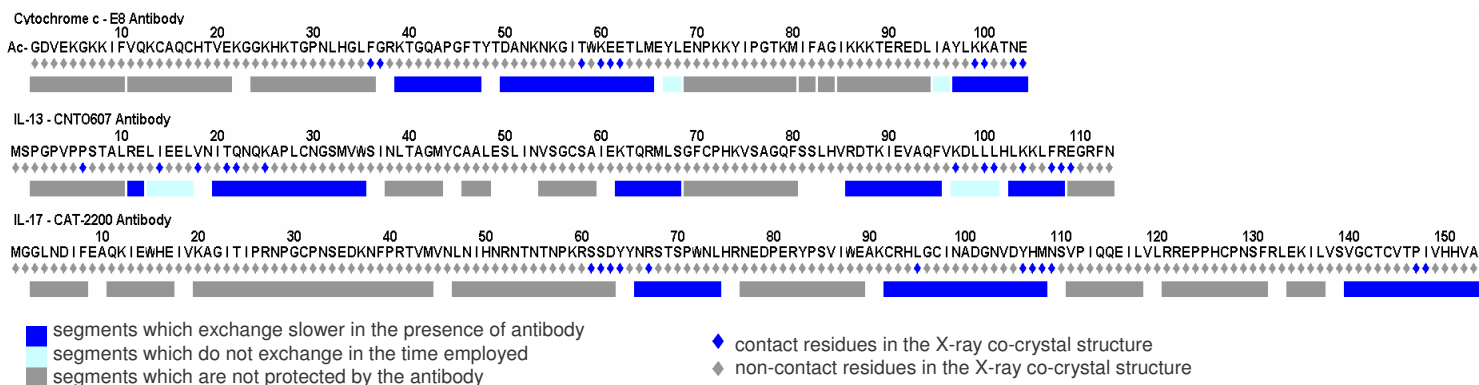 Cytochrome c - E8 Antibody
10 20 30 40 50 60 70 80 90 100
Ac- GDVEKGKKIFVQKCAQCHTVEKGGKHKTGPNLHGLFGRKTGQAPGFTYTDANKNKGITWKEETLMEYLENPKKYIPGTKMIFAGIKKKTEREDLIAYLKKATNE
IL-13 - CNTO607 Antibody
10 20 30 40 50 60 70 80 90 100 110
MSPGPVPPSTALRELIEELVNITQNQKAPLCNGSMVWSINLTAGMYCAALESLINVSGCSAIEKTQRMLSGFCPHKVSAGQFSSLHVRDTKIEVAQFVKDLLLHLKKLFREGRFN
IL-17 - CAT-2200 Antibody
10 20 30 40 50 60 70 80 90 100 110 120 130 140 150
MGGLNDIFEAQKIEWHEIVKAGITIPRNPGCPNSEDKNFPRTVMVNLNIHNRNTNTNPKRSSDYYNRSTSPWNLHRNEDPERYPSVIWEAKCRHLGCINADGNVDYHMNSVPIQQEILVLRREPPHCPNSFRLEKILVSVGCTCVTPIVHHVA
segments which exchange slower in the presence of antibody
segments which do not exchange in the time employed
segments which are not protected by the antibody
contact residues in the X-ray co-crystal structure
non-contact residues in the X-ray co-crystal structure